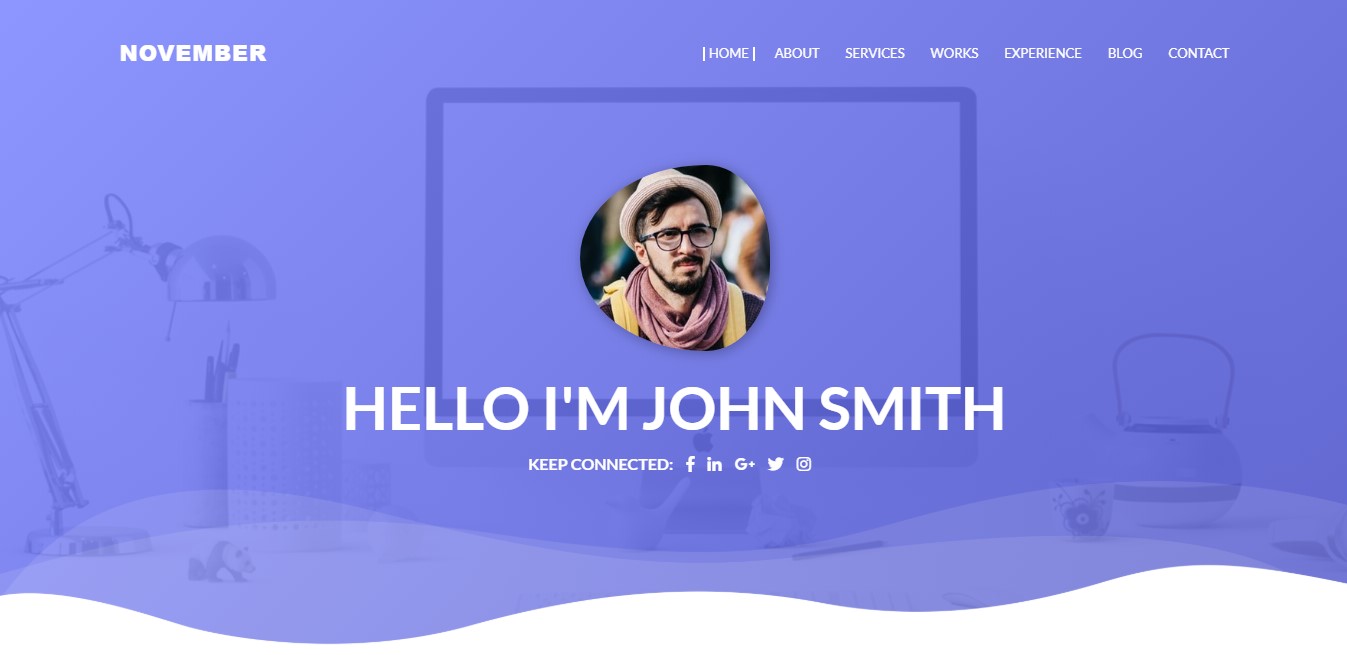 NOVEMBER
| HOME | ABOUT SERVICES WORKS EXPERIENCE BLOG CONTACT
HELLO I'M JOHN SMITH
KEEP CONNECTED: f in G+